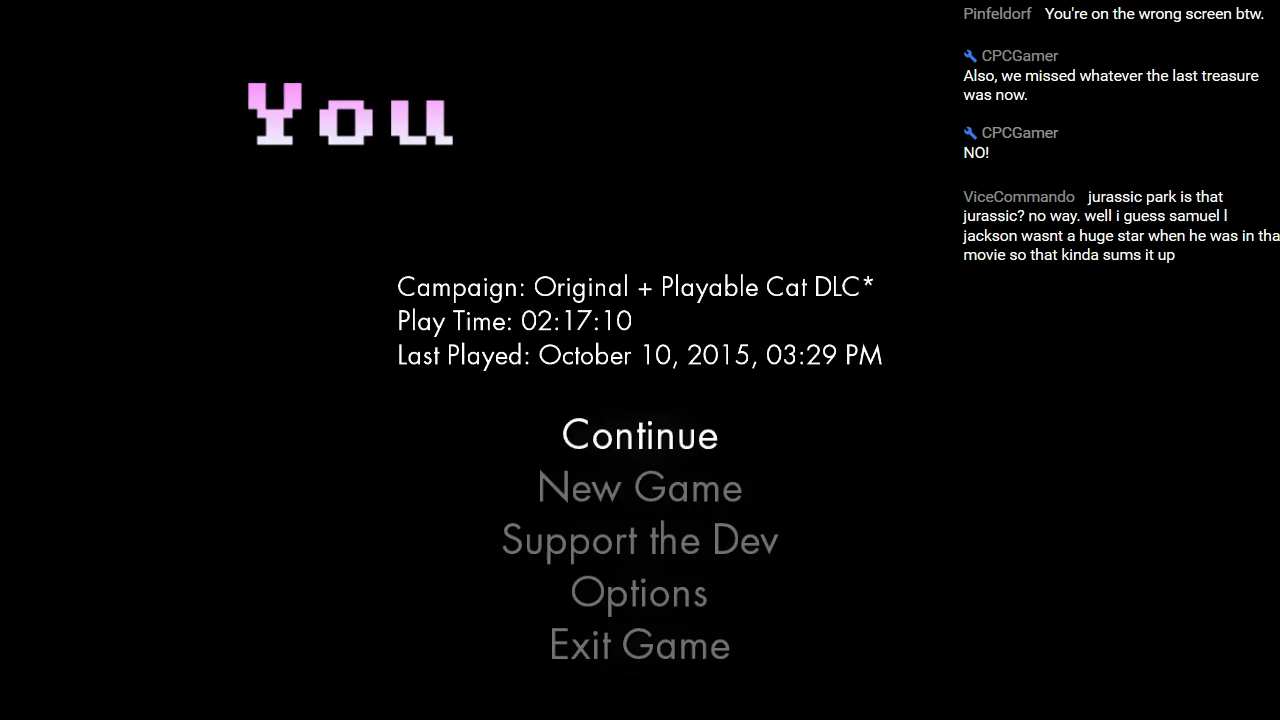 You
Campaign: Original + Playable Cat DLC*
Play Time: 02:17:10
Last Played: October 10, 2015, 03:29 PM
Continue
New Game
Support the Dev
Options
Exit Game
Pinfeldorf You're on the wrong screen btw.
CPCGamer
Also, we missed whatever the last treasure
was now.
CPCGamer
NO!
ViceCommando jurassic park is that
jurassic? no way. well i guess samuel l
jackson wasnt a huge star when he was in tha
movie so that kinda sums it up